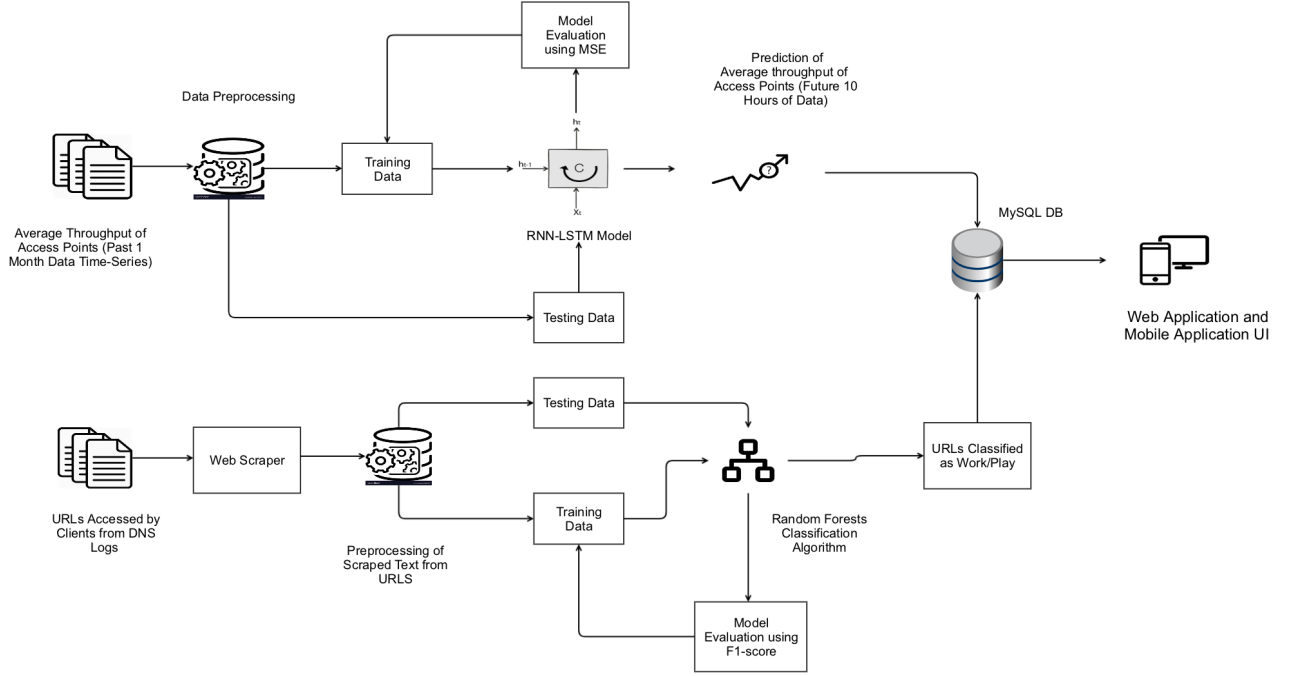 Model
Evaluation
using MSE
Prediction of
Average throughput of
Access Points (Future 10
Hours of Data)
Data Preprocessing
ht
Training
Data
ht-1
C
?
Xt
MySQL DB
Average Throughput of
Access Points (Past 1
Month Data Time-Series)
RNN-LSTM Model
Testing Data
Web Application and
Mobile Application UI
Testing Data
Web Scraper
URLs Classified
as Work/Play
URLs Accessed by
Clients from DNS
Logs
Training
Data
Random Forests
Classification
Algorithm
Preprocessing of
Scraped Text from
URLS
Model
Evaluation using
F1-score